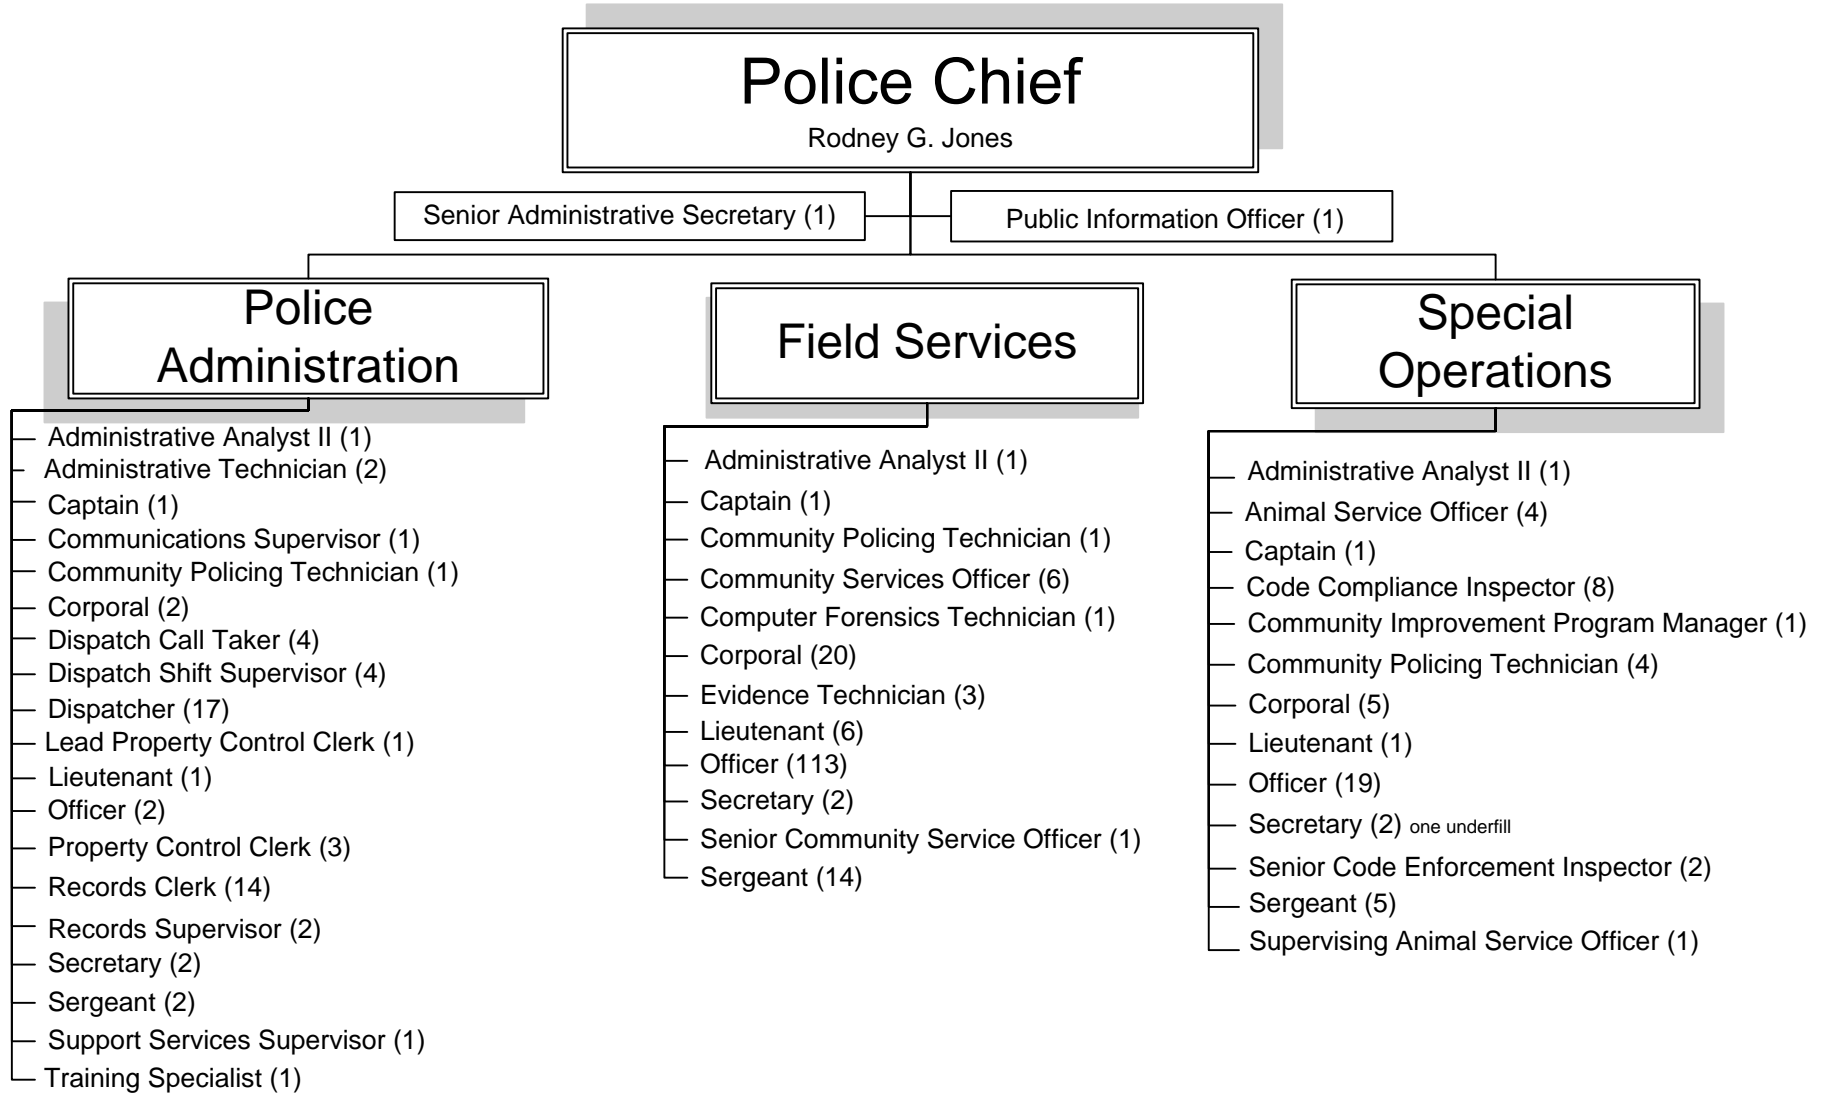 Police Chief
Rodney G. Jones
Senior Administrative Secretary (1)
Public Information Officer (1)
Police
Administration
Administrative Analyst II (1)
Administrative Technician (2)
Captain (1)
Communications Supervisor (1)
Community Policing Technician (1)
Corporal (2)
Dispatch Call Taker (4)
Dispatch Shift Supervisor (4)
Dispatcher (17)
Lead Property Control Clerk (1)
Lieutenant (1)
Officer (2)
Property Control Clerk (3)
Records Clerk (14)
Records Supervisor (2)
Secretary (2)
Sergeant (2)
Support Services Supervisor (1)
Training Specialist (1)
Field Services
Administrative Analyst II (1)
Captain (1)
Community Policing Technician (1)
Community Services Officer (6)
Computer Forensics Technician (1)
Corporal (20)
Evidence Technician (3)
Lieutenant (6)
Officer (113)
Secretary (2)
Senior Community Service Officer (1)
Sergeant (14)
Special
Operations
Administrative Analyst II (1)
Animal Service Officer (4)
Captain (1)
Code Compliance Inspector (8)
Community Improvement Program Manager (1)
Community Policing Technician (4)
Corporal (5)
Lieutenant (1)
Officer (19)
Secretary (2) one underfill
Senior Code Enforcement Inspector (2)
Sergeant (5)
Supervising Animal Service Officer (1)